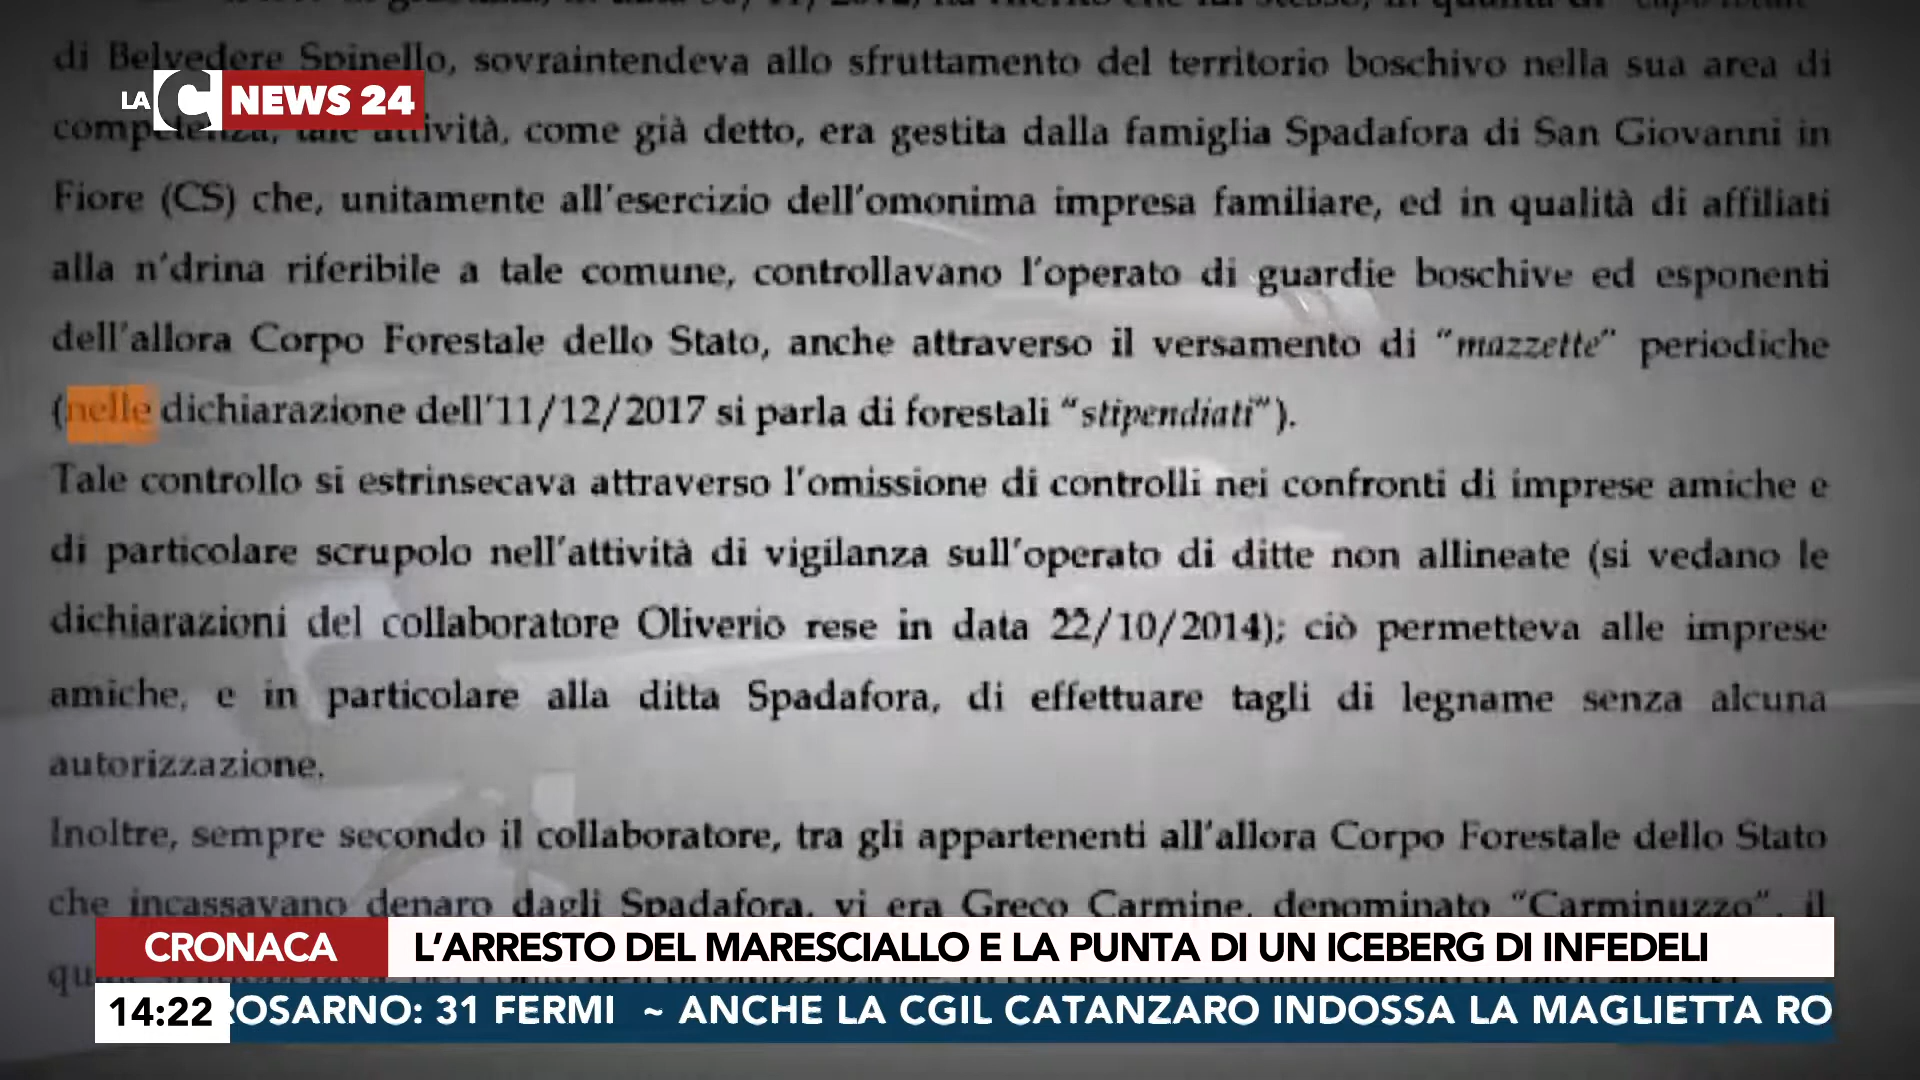 di Belvedere Spinello, sovraintendeva allo sfruttamento del territorio boschivo nella sua area di
LA C NEWS 24
competenza, tale attività, come già detto, era gestita dalla famiglia Spadafora di San Giovanni in
Fiore (CS) che, unitamente all'esercizio dell'omonima impresa familiare, ed in qualità di affiliati
alla n'drina riferibile a tale comune, controllavano l'operato di guardie boschive ed esponenti
dell'allora Corpo Forestale dello Stato, anche attraverso il versamento di "mazzette" periodiche
(nelle dichiarazione dell'11/12/2017 si parla di forestali "stipendiati").
Tale controllo si estrinsecava attraverso l'omissione di controlli nei confronti di imprese amiche e
di particolare scrupolo nell'attività di vigilanza sull'operato di ditte non allineate (si vedano le
dichiarazioni del collaboratore Oliverio rese in data 22/10/2014); ciò permetteva alle imprese
amiche, e in particolare alla ditta Spadafora, di effettuare tagli di legname senza alcuna
autorizzazione.
Inoltre, sempre secondo il collaboratore, tra gli appartenenti all'allora Corpo Forestale dello Stato
che incassavano denaro dagli Spadafora, vi era Greco Carmine, denominato "Carminuzzo", il
CRONACA L'ARRESTO DEL MARESCIALLO E LA PUNTA DI UN ICEBERG DI INFEDELI
14:22 ROSARNO: 31 FERMI ~ ANCHE LA CGIL CATANZARO INDOSSA LA MAGLIETTA RO